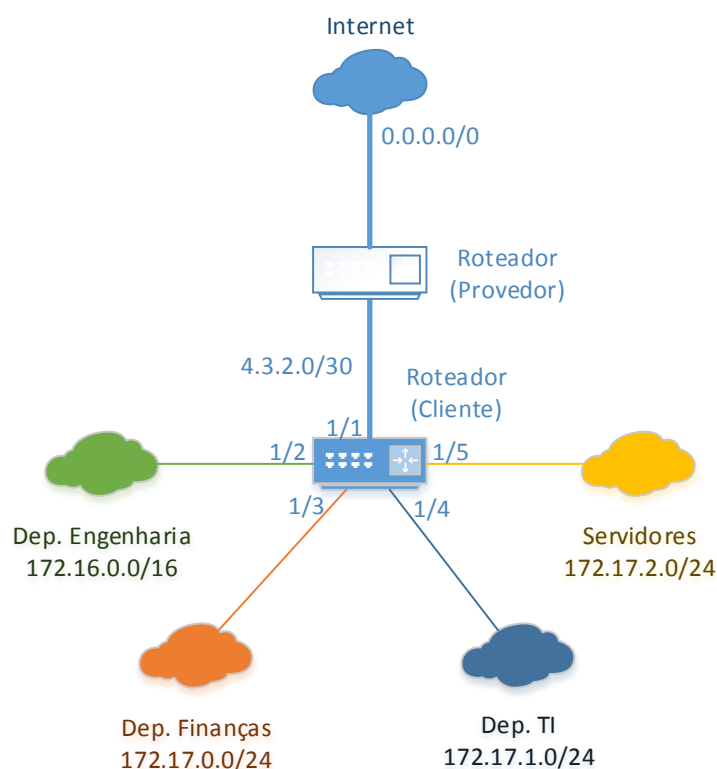 Internet
0.0.0.0/0
Roteador
(Provedor)
4.3.2.0/30
Roteador
(Cliente)
1/1
1/2
1/5
1/3
1/4
Dep. Engenharia
172.16.0.0/16
Servidores
172.17.2.0/24
Dep. Finanças
172.17.0.0/24
Dep. TI
172.17.1.0/24